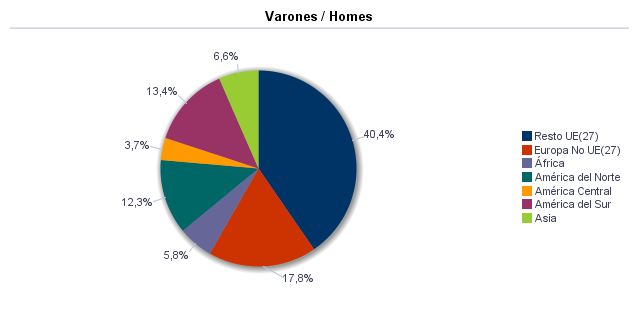 Varones / Homes
6,6%
13,4%
40,4%
3,7%
12,3%
5,8%
17,8%
Resto UE(27)
Europa No UE(27)
África
América del Norte
América Central
América del Sur
Asia